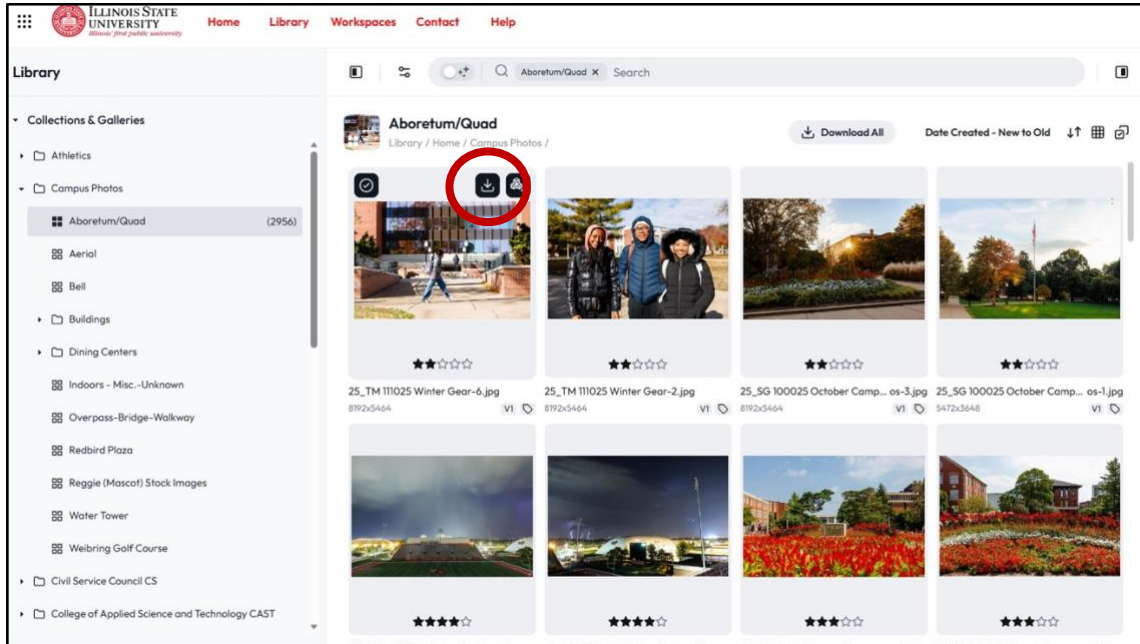 ILLINOIS STATE
UNIVERSITY
Illinois' first public university
Home Library Workspaces Contact Help
Library
Aboretum/Quad X Search
Collections & Galleries
Athletics
Campus Photos
Aboretum/Quad (2956)
Aerial
Bell
Buildings
Dining Centers
Indoors - Misc.-Unknown
Overpass-Bridge-Walkway
Redbird Plaza
Reggie (Mascot) Stock Images
Water Tower
Weibring Golf Course
Civil Service Council CS
College of Applied Science and Technology CAST
Aboretum/Quad
Library / Home / Campus Photos /
Download All Date Created - New to Old
25_TM 111025 Winter Gear-6.jpg 25_TM 111025 Winter Gear-2.jpg 25_SG 100025 October Camp... os-3.jpg 25_SG 100025 October Camp... os-1.jpg
8192x5464 V1 8192x5464 V1 8192x5464 V1 5472x3648 V1